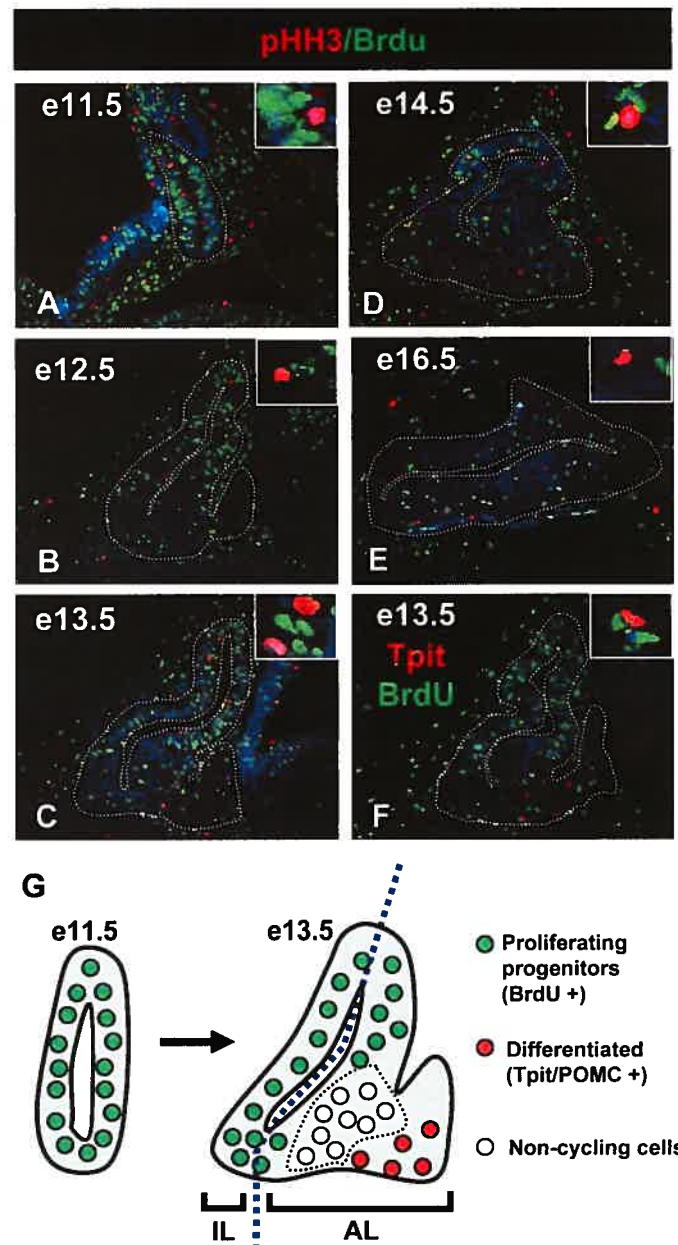 pHH3/Brdu
e11.5
A
e14.5
D
e12.5
B
e16.5
E
e13.5
C
e13.5
Tpit
BrdU
F
G
e11.5
e13.5
Proliferating
progenitors
(BrdU +)
Differentiated
(Tpit/POMC +)
Non-cycling cells
IL
AL